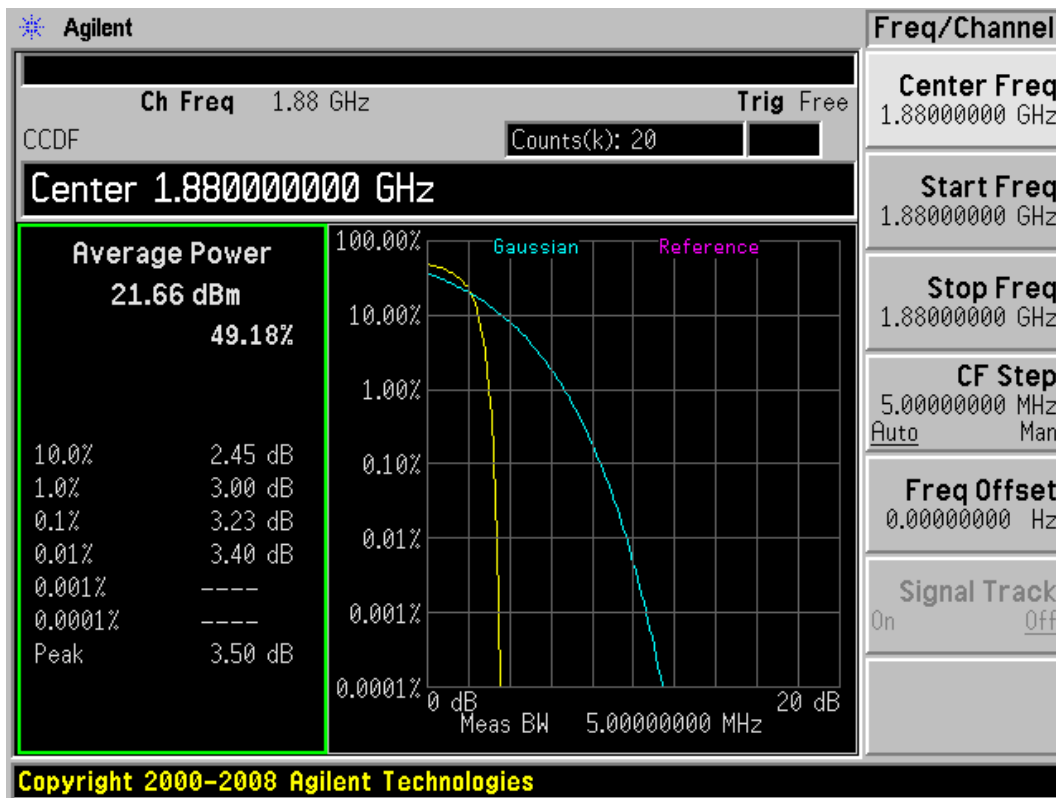 Agilent
Freq/Channel
Ch Freq 1.88 GHz Trig Free
CCDF Counts(k): 20
Center 1.880000000 GHz
Average Power
21.66 dBm
49.18%
10.0% 2.45 dB
1.0% 3.00 dB
0.1% 3.23 dB
0.01% 3.40 dB
0.001% ----
0.0001% ----
Peak 3.50 dB
Gaussian Reference
100.00%
10.00%
1.00%
0.10%
0.01%
0.001%
0.0001%
0 dB 20 dB
Meas BW 5.00000000 MHz
Center Freq
1.88000000 GHz
Start Freq
1.88000000 GHz
Stop Freq
1.88000000 GHz
CF Step
5.00000000 MHz
Auto Man
Freq Offset
0.00000000 Hz
Signal Track
On Off
Copyright 2000-2008 Agilent Technologies